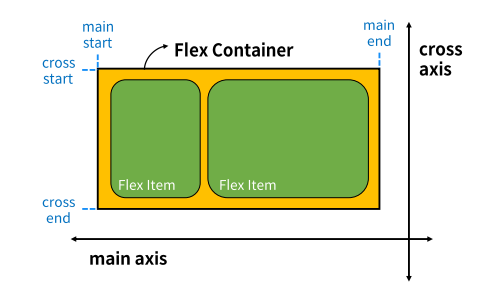 main
start
main
end
Flex Container
cross
axis
cross
start
Flex Item
Flex Item
cross
end
main axis